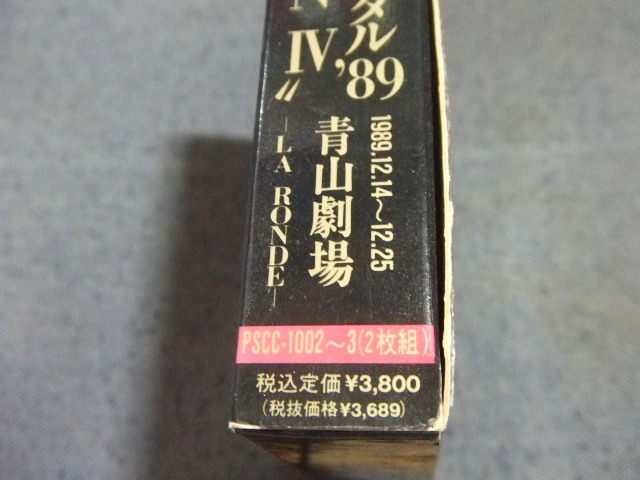 タル'89
1989.12.14〜12.25
青山劇場
IV”
—LA RONDE—
PSCC-1002〜3(2枚組)
税込定価¥3,800
(税抜価格¥3,689)